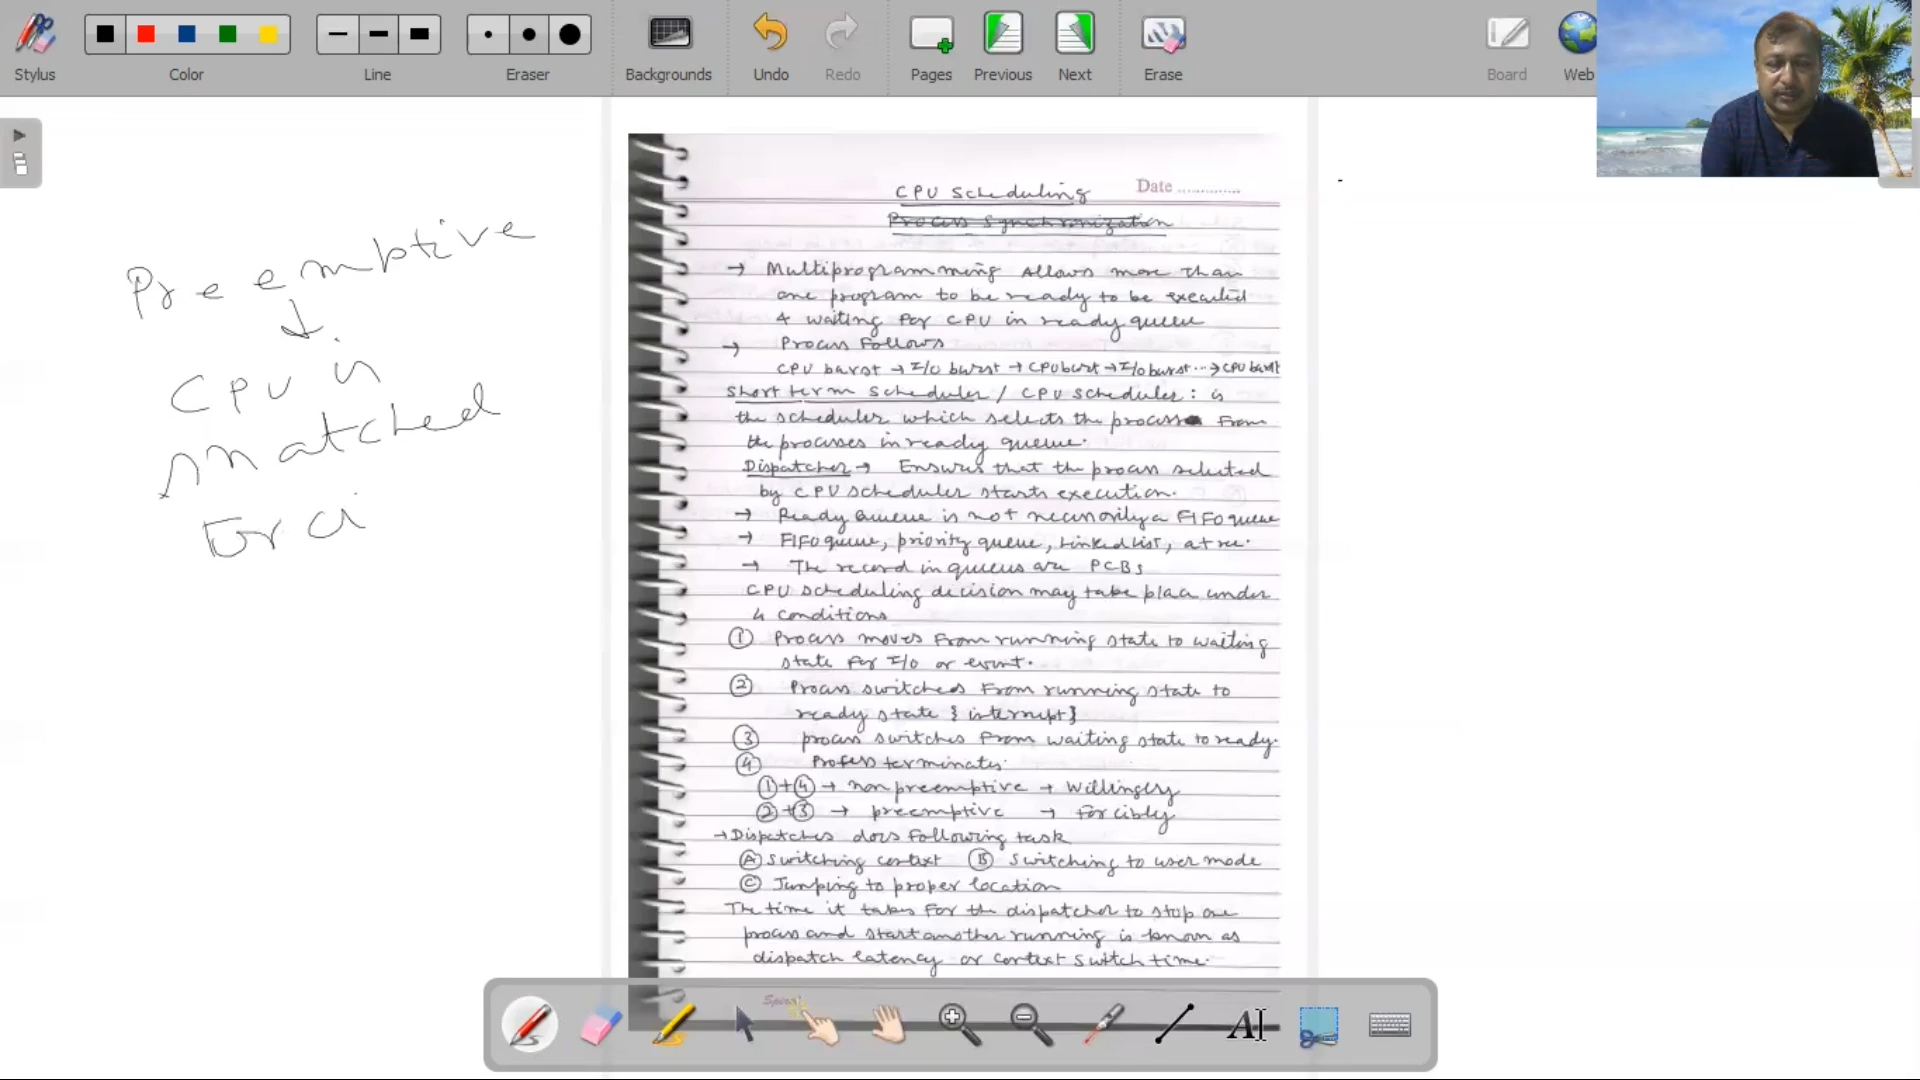 Stylus
Color
Line
Eraser
Backgrounds
Undo
Redo
Pages
Previous
Next
Erase
Board
Web
Preemptive
↓
CPU is
snatched
forci
CPU Scheduling
Date .............
Process Synchronization
→ Multiprogramming allows more than
one program to be ready to be executed
& waiting for CPU in ready queue
→ Process Follows
CPU burst → I/O burst → CPU burst → I/O burst ... → CPU burst
Short term Scheduler / CPU scheduler : is
the scheduler which selects the process from
the processes in ready queue.
Dispatcher → Ensures that the process selected
by CPU scheduler starts execution.
→ Ready Queue is not necessarily a FIFO queue
→ FIFO queue, priority queue, Linked List, a tree.
→ The record in queues are PCBs
CPU scheduling decision may take place under
4 conditions
① Process moves from running state to waiting
state for I/O or event.
② Process switches from running state to
ready state { interrupt }
③ process switches from waiting state to ready.
④ Process terminates.
①+④ → non preemptive → Willingly
②+③ → preemptive → forcibly
→ Dispatches does following task
Ⓐ Switching context Ⓑ Switching to user mode
Ⓒ Jumping to proper location
The time it takes for the dispatcher to stop one
process and start another running is known as
dispatch latency or context switch time.
AI